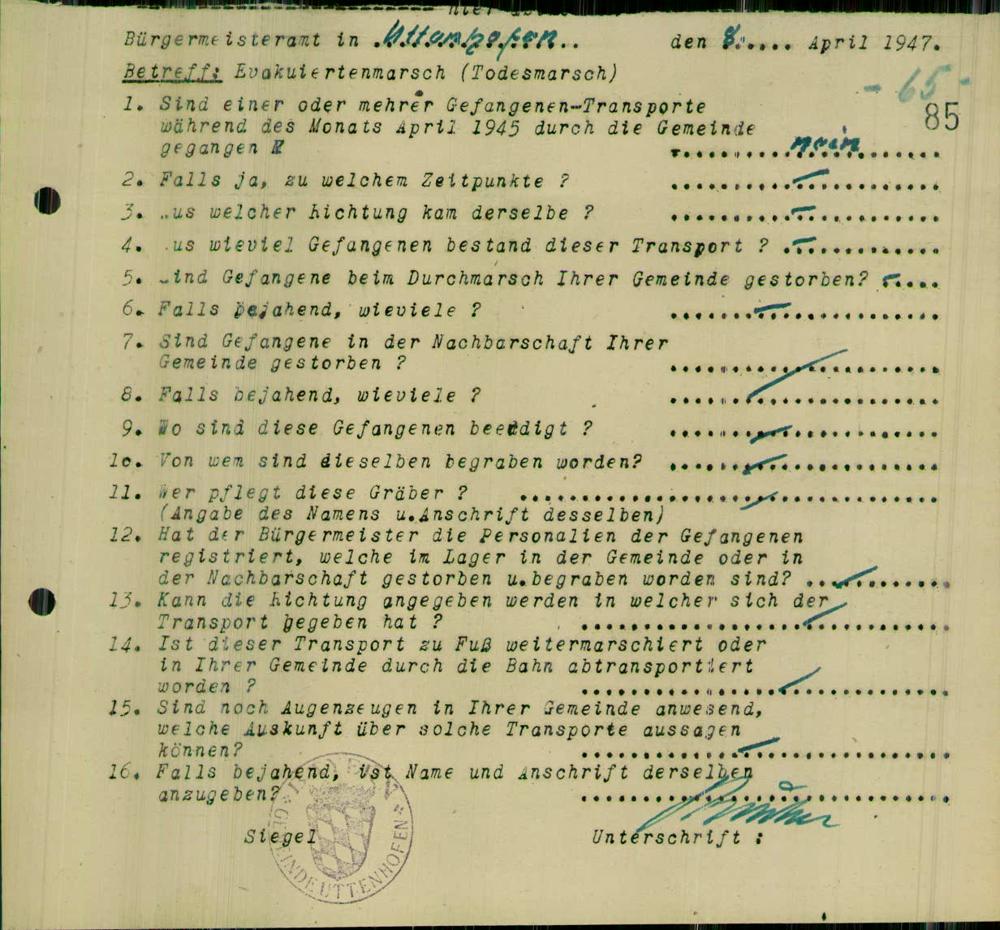 Bürgermeisteramt in .Uttenhofen.. den 8..... April 1947.
Betreff: Evakuiertenmarsch (Todesmarsch)
- 65 -
85
1. Sind einer oder mehrer Gefangenen-Transporte
während des Monats April 1945 durch die Gemeinde
gegangen nein
2. Falls ja, zu welchem Zeitpunkte ? –
3. us welcher Richtung kam derselbe ? –
4. us wieviel Gefangenen bestand dieser Transport ? –
5. ind Gefangene beim Durchmarsch Ihrer Gemeinde gestorben? –
6. Falls bejahend, wieviele ? –
7. Sind Gefangene in der Nachbarschaft Ihrer
Gemeinde gestorben ?
8. Falls bejahend, wieviele ?
9. Wo sind diese Gefangenen beerdigt ?
10. Von wem sind dieselben begraben worden?
11. Wer pflegt diese Gräber ?
(Angabe des Namens u.Anschrift desselben)
12. Hat der Bürgermeister die Personalien der Gefangenen
registriert, welche im Lager in der Gemeinde oder in
der Nachbarschaft gestorben u.begraben worden sind?
13. Kann die Richtung angegeben werden in welcher sich der
Transport begeben hat ?
14. Ist dieser Transport zu Fuß weitermarschiert oder
in Ihrer Gemeinde durch die Bahn abtransportiert
worden ?
15. Sind noch Augenzeugen in Ihrer Gemeinde anwesend,
welche Auskunft über solche Transporte aussagen
können?
16. Falls bejahend, ist Name und Anschrift derselben
anzugeben?
Siegel Unterschrift :
GEMEINDE UTTENHOFEN